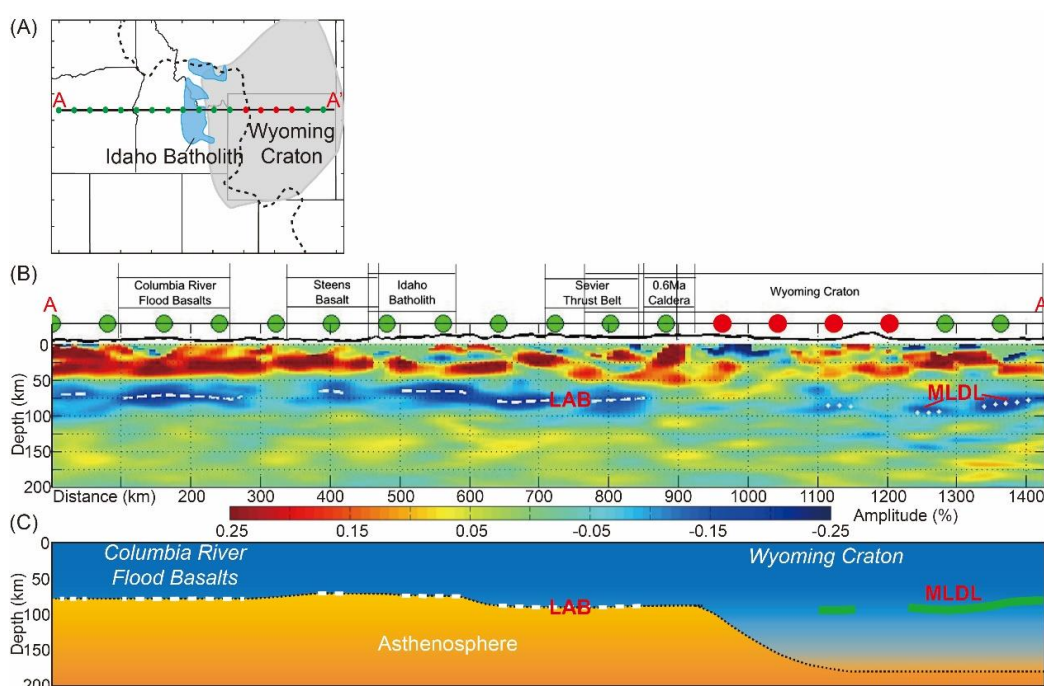 (A)
A
A'
Idaho Batholith
Wyoming
Craton
(B)
Columbia River
Flood Basalts
Steens
Basalt
Idaho
Batholith
Sevier
Thrust Belt
0.6Ma
Caldera
Wyoming Craton
A
A'
0
50
100
150
200
Depth (km)
LAB
MLDL
Distance (km)
100 200 300 400 500 600 700 800 900 1000 1100 1200 1300 1400
0.25 0.15 0.05 -0.05 -0.15 -0.25
Amplitude (%)
(C)
0
50
100
150
200
Depth (km)
Columbia River
Flood Basalts
Wyoming Craton
LAB
MLDL
Asthenosphere